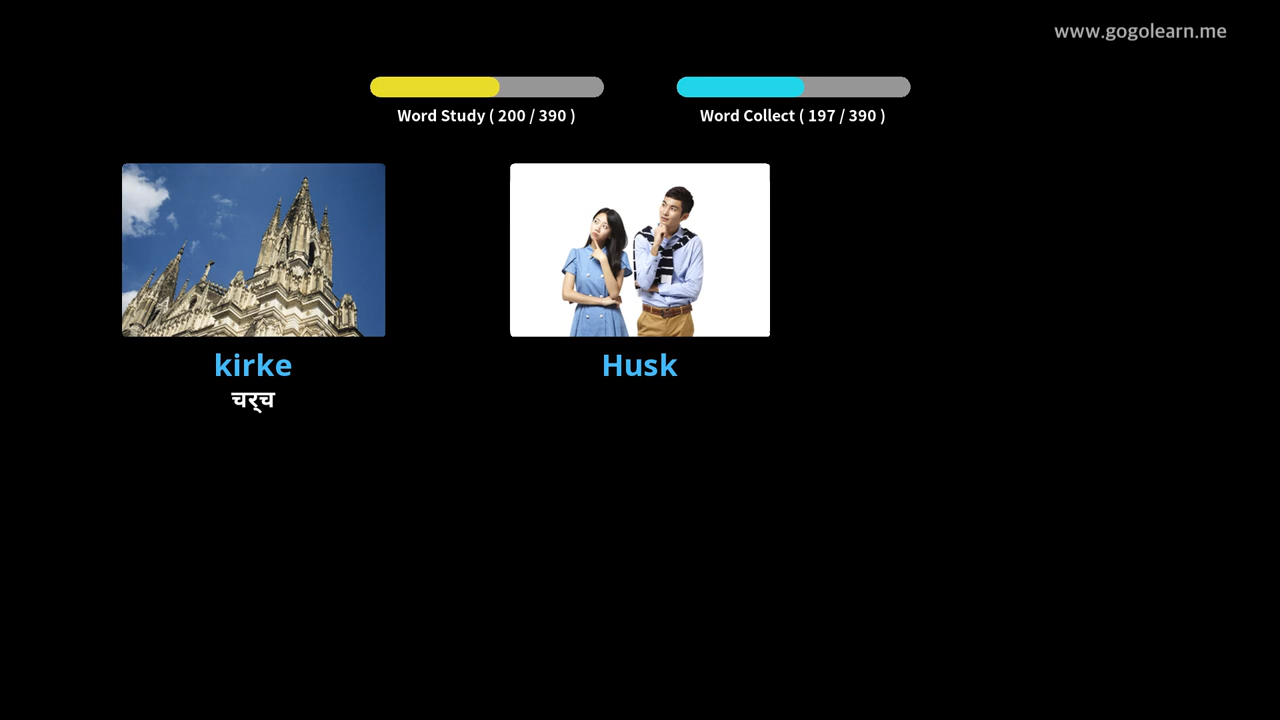 www.gogolearn.me
Word Study ( 200 / 390 )
Word Collect ( 197 / 390 )
kirke
Husk
चर्च